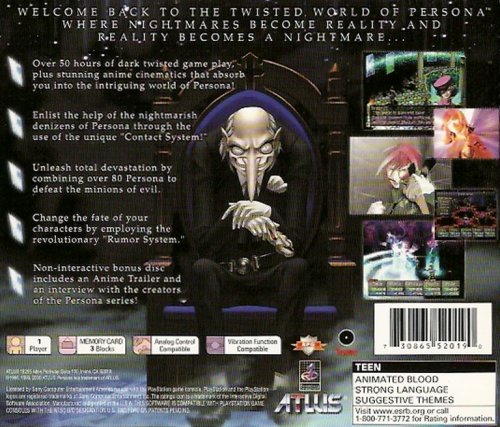 WELCOME BACK TO THE TWISTED WORLD OF PERSONA™
WHERE NIGHTMARES BECOME REALITY AND
REALITY BECOMES A NIGHTMARE...
Over 50 hours of dark twisted game play,
plus stunning anime cinematics that absorb
you into the intriguing world of Persona!
Enlist the help of the nightmarish
denizens of Persona through the
use of the unique "Contact System!"
Unleash total devastation by
combining over 80 Persona to
defeat the minions of evil.
Change the fate of your
characters by employing the
revolutionary "Rumor System."
Non-interactive bonus disc
includes an Anime Trailer and
an interview with the creators
of the Persona series!
1
Player
MEMORY CARD
3 Blocks
Analog Control
Compatible
Vibration Function
Compatible
ATLUS
7 30865 52019 0
TEEN
ANIMATED BLOOD
STRONG LANGUAGE
SUGGESTIVE THEMES
Visit www.esrb.org or call
1-800-771-3772 for Rating information.